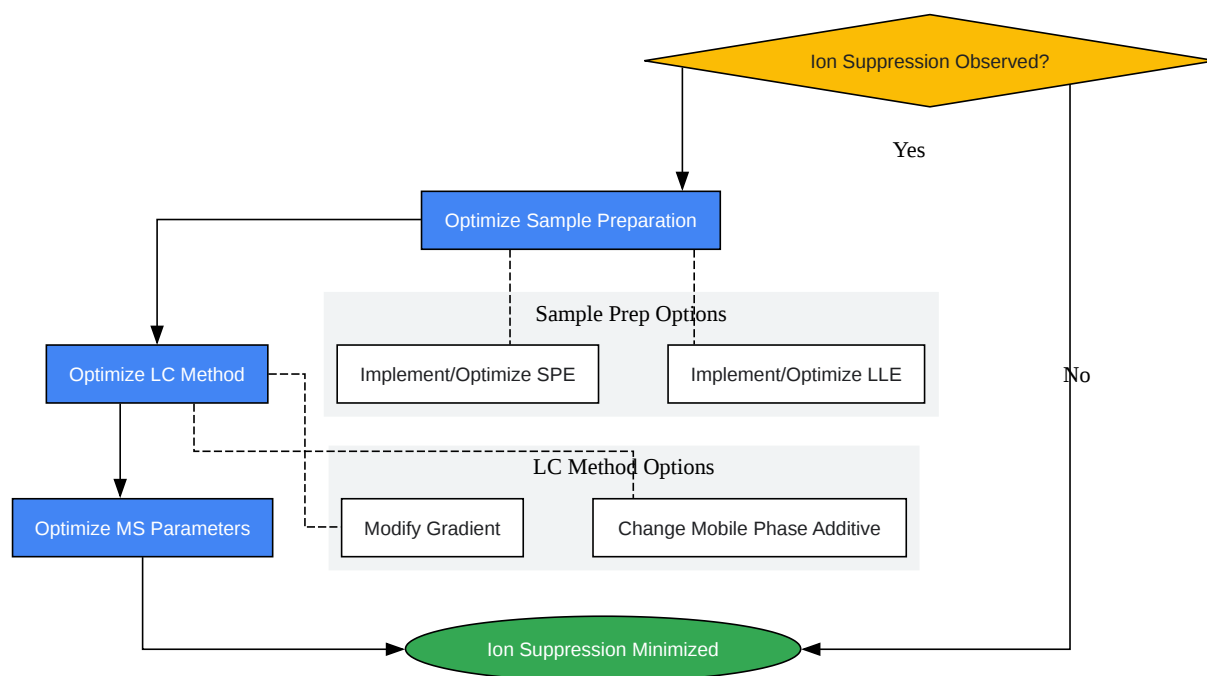 Ion Suppression Observed?
Yes
Optimize Sample Preparation
Sample Prep Options
Optimize LC Method
Implement/Optimize SPE
Implement/Optimize LLE
No
LC Method Options
Optimize MS Parameters
Modify Gradient
Change Mobile Phase Additive
Ion Suppression Minimized